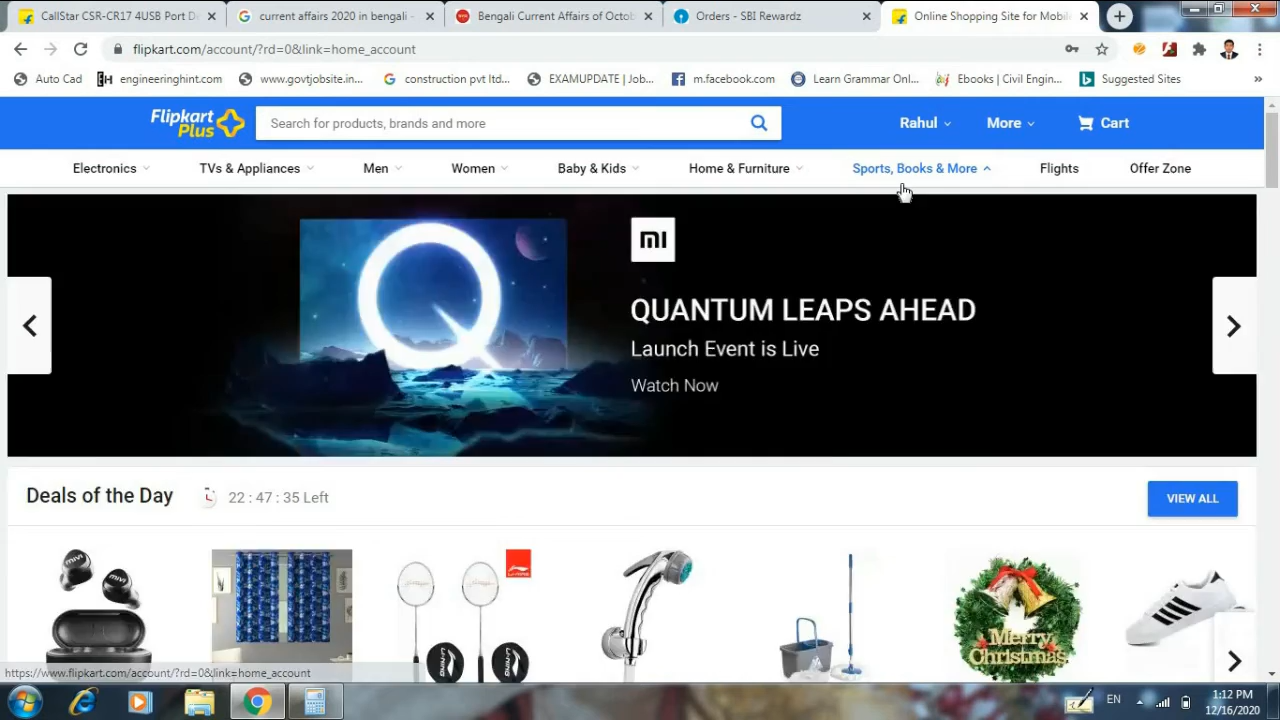 CallStar CSR-CR17 4USB Port D
current affairs 2020 in bengali -
Bengali Current Affairs of Octob
Orders - SBI Rewardz
Online Shopping Site for Mobile
flipkart.com/account/?rd=0&link=home_account
Auto Cad
engineeringhint.com
www.govtjobsite.in...
construction pvt ltd...
EXAMUPDATE | Job...
m.facebook.com
Learn Grammar Onl...
Ebooks | Civil Engin...
Suggested Sites
Flipkart
Plus
Search for products, brands and more
Rahul
More
Cart
Electronics
TVs & Appliances
Men
Women
Baby & Kids
Home & Furniture
Sports, Books & More
Flights
Offer Zone
Q
MI
QUANTUM LEAPS AHEAD
Launch Event is Live
Watch Now
Deals of the Day
22 : 47 : 35 Left
VIEW ALL
mivi
LI-NING
Merry
Christmas
https://www.flipkart.com/account/?rd=0&link=home_account
EN
1:12 PM
12/16/2020